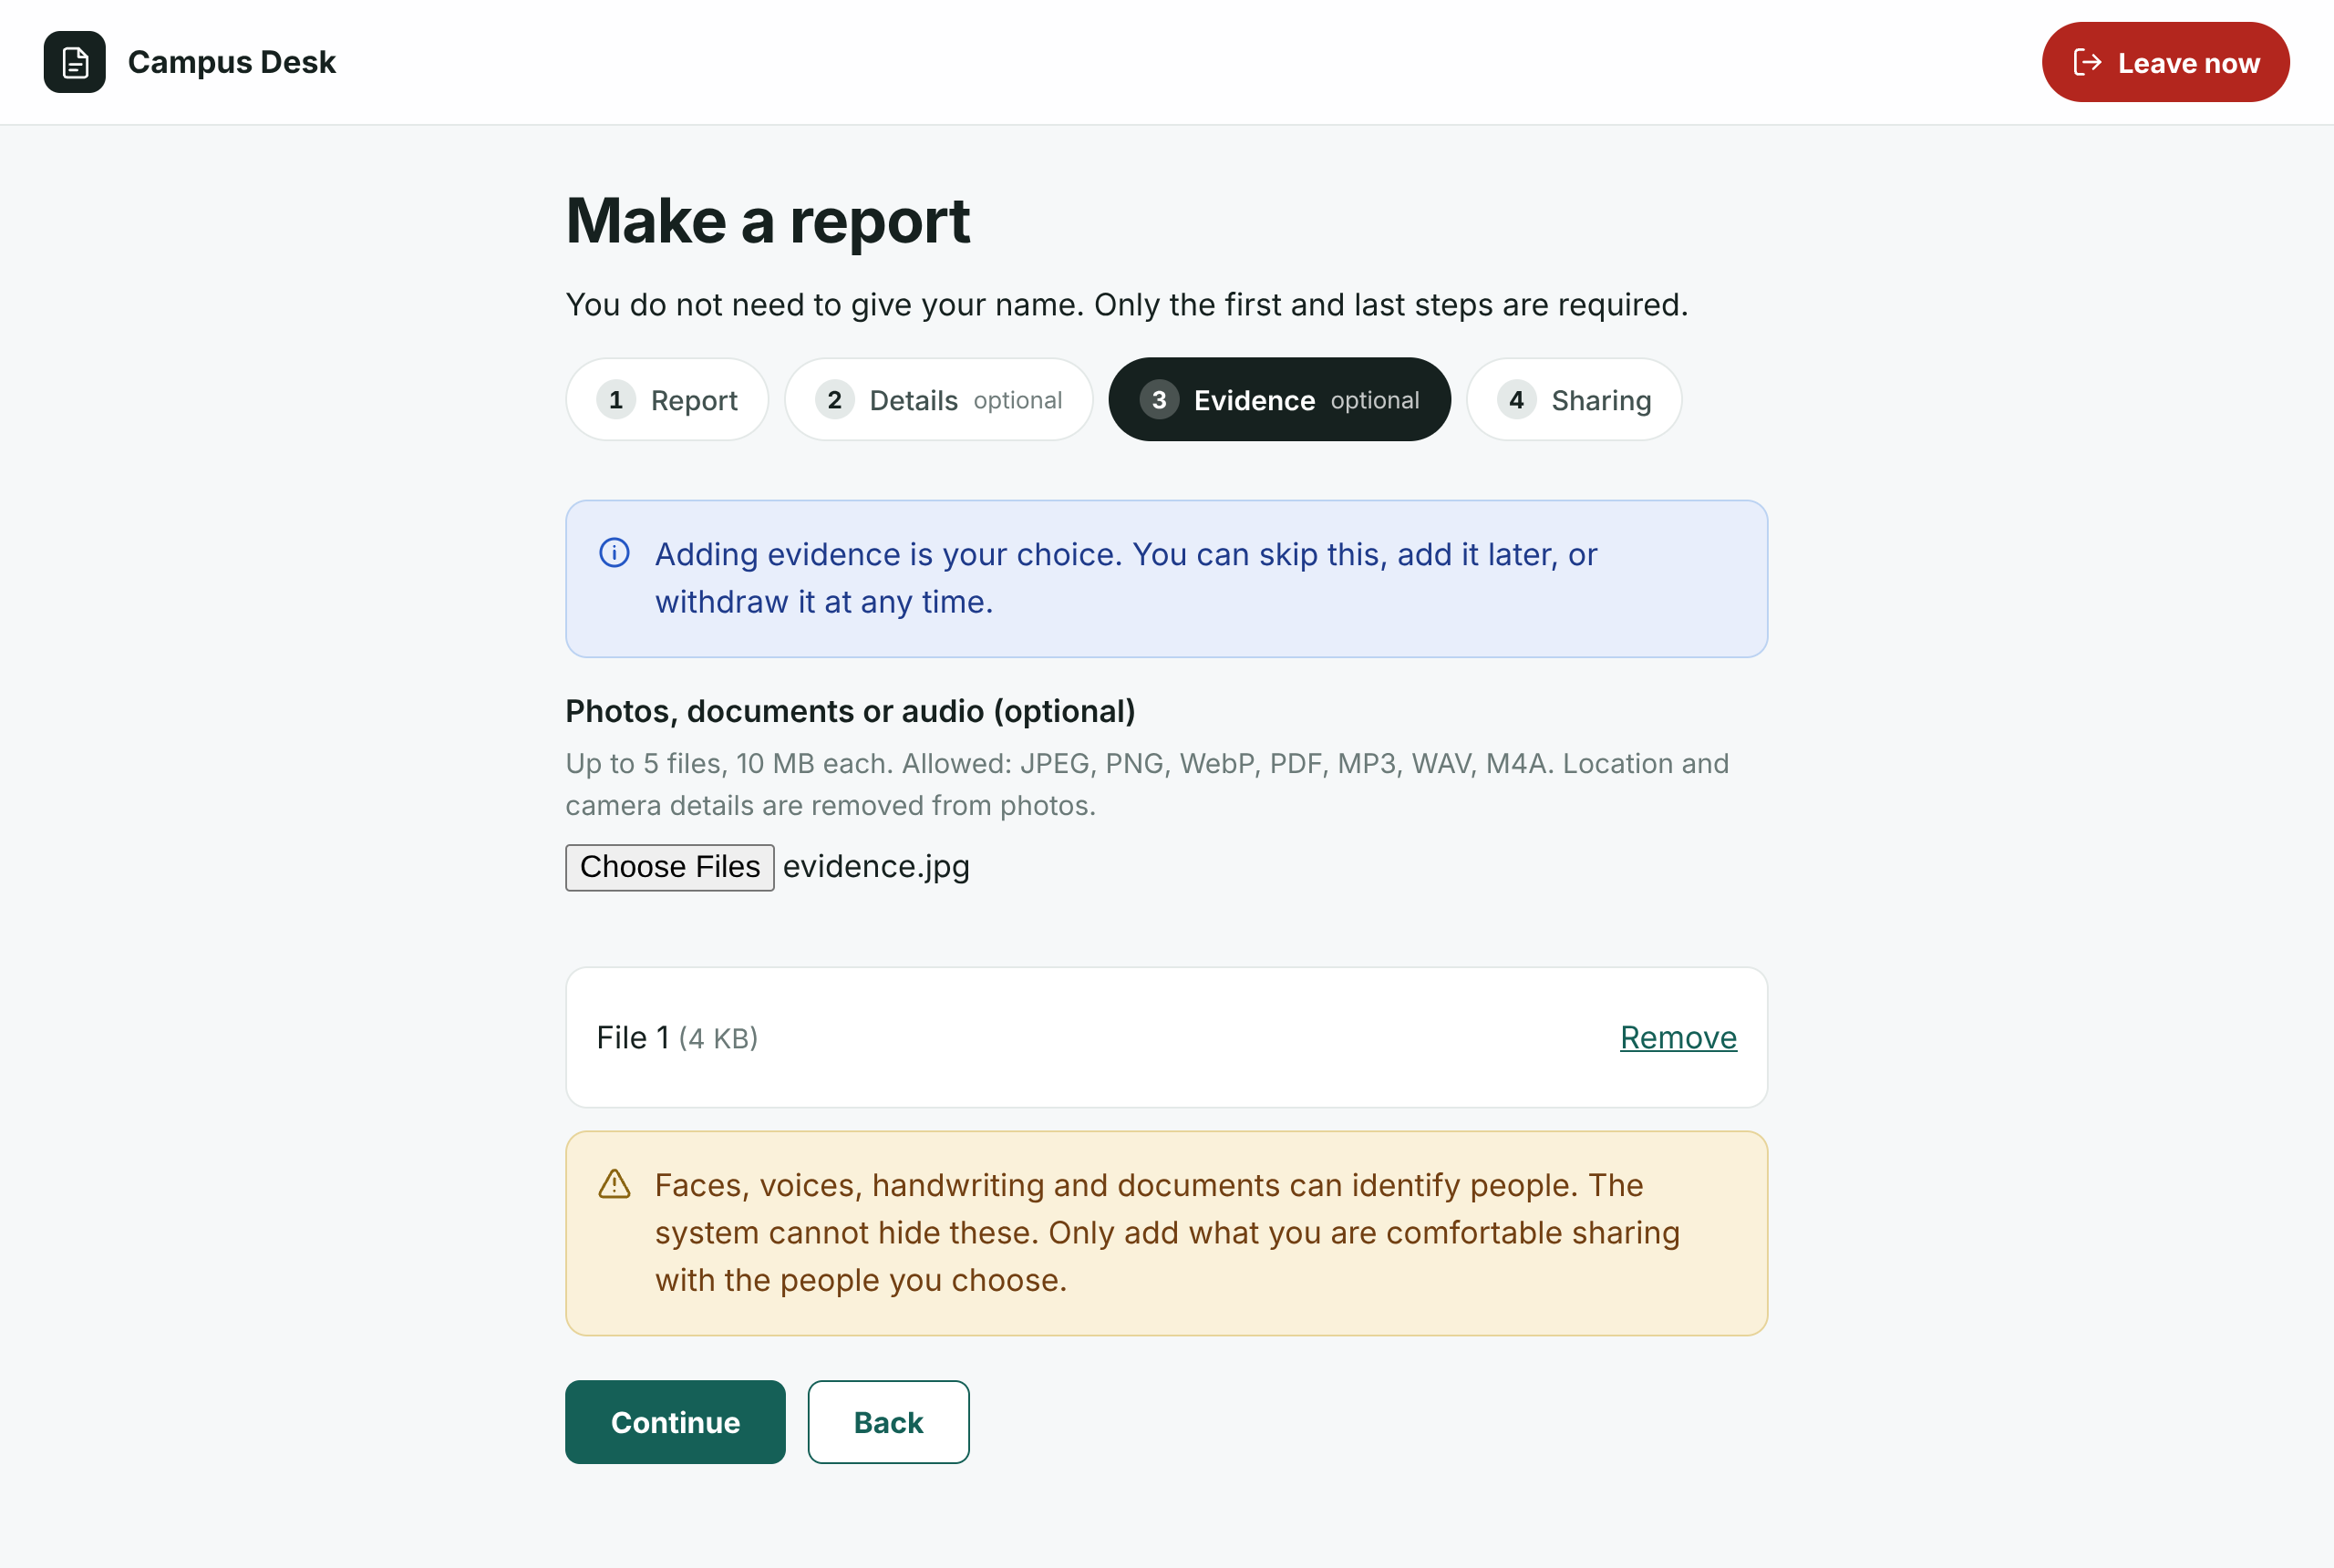 Campus Desk
Leave now
Make a report
You do not need to give your name. Only the first and last steps are required.
1 Report
2 Details optional
3 Evidence optional
4 Sharing
Adding evidence is your choice. You can skip this, add it later, or
withdraw it at any time.
Photos, documents or audio (optional)
Up to 5 files, 10 MB each. Allowed: JPEG, PNG, WebP, PDF, MP3, WAV, M4A. Location and
camera details are removed from photos.
Choose Files evidence.jpg
File 1 (4 KB)
Remove
Faces, voices, handwriting and documents can identify people. The
system cannot hide these. Only add what you are comfortable sharing
with the people you choose.
Continue
Back